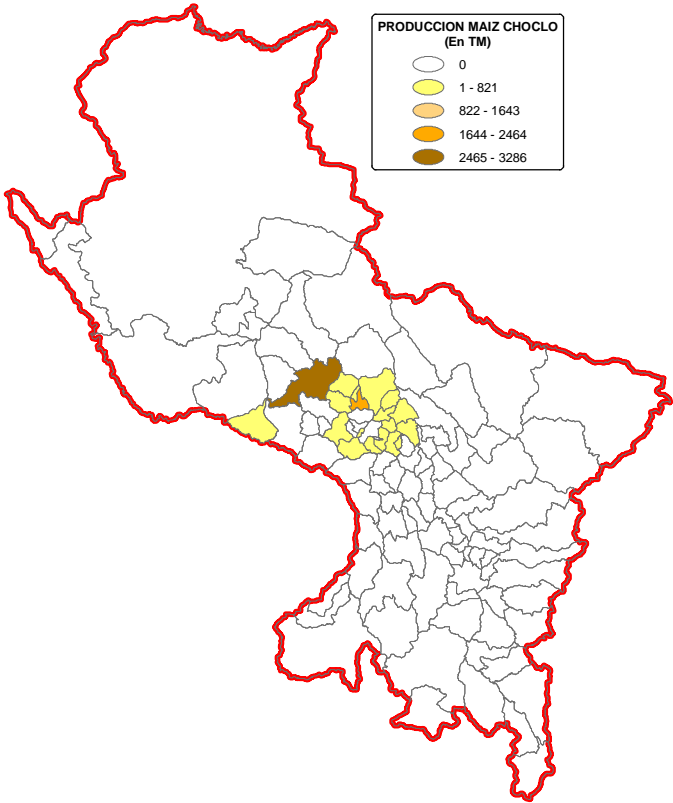 PRODUCCION MAIZ CHOCLO
(En TM)
0
1 - 821
822 - 1643
1644 - 2464
2465 - 3286